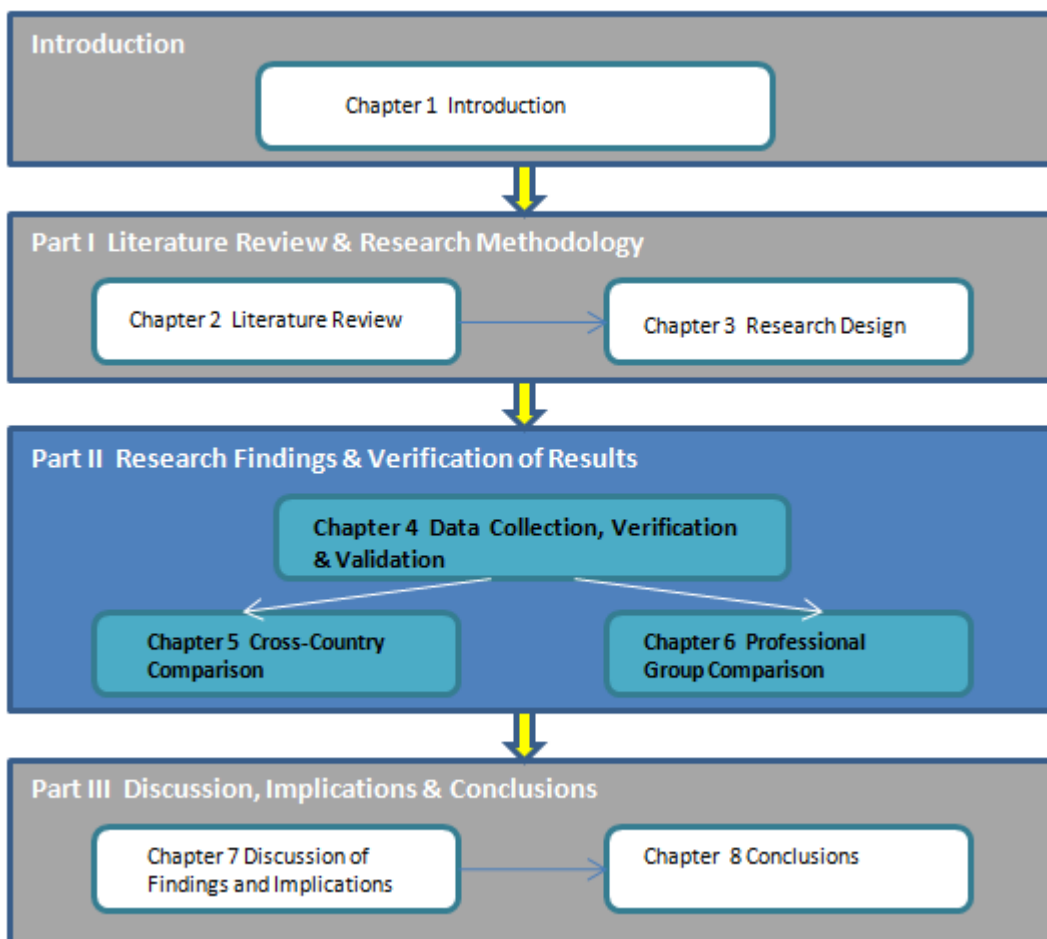 Introduction
Chapter 1  Introduction
Part I  Literature Review & Research Methodology
Chapter 2  Literature Review
Chapter 3  Research Design
Part II  Research Findings & Verification of Results
Chapter 4  Data  Collection, Verification
& Validation
Chapter 5  Cross-Country
Comparison
Chapter 6  Professional
Group Comparison
Part III  Discussion, Implications & Conclusions
Chapter 7 Discussion of
Findings and Implications
Chapter  8 Conclusions